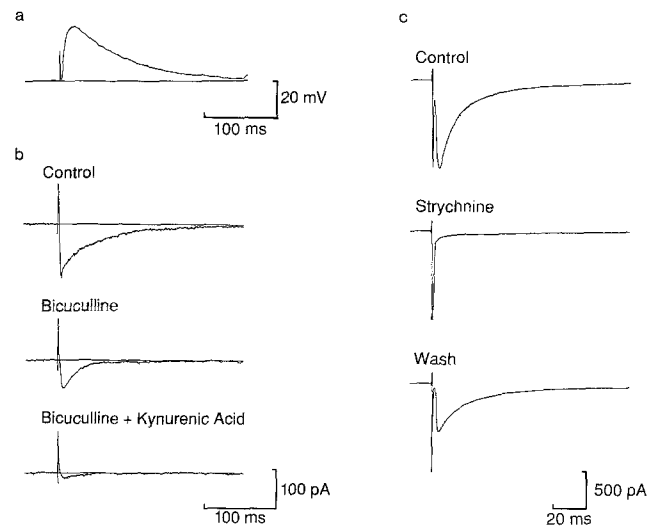 a
20 mV
100 ms
b
Control
Bicuculline
Bicuculline + Kynurenic Acid
100 pA
100 ms
c
Control
Strychnine
Wash
500 pA
20 ms